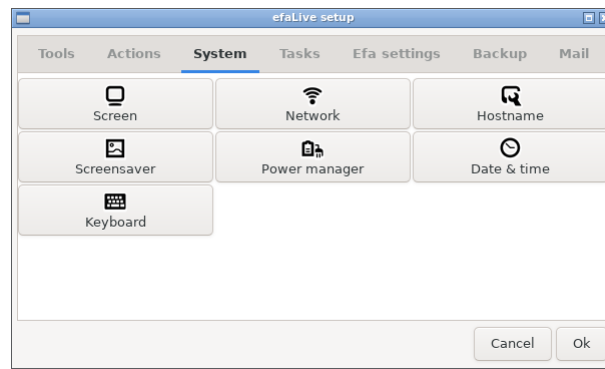 efaLive setup
Tools Actions System Tasks Efa settings Backup Mail
Screen Network Hostname
Screensaver Power manager Date & time
Keyboard
Cancel Ok